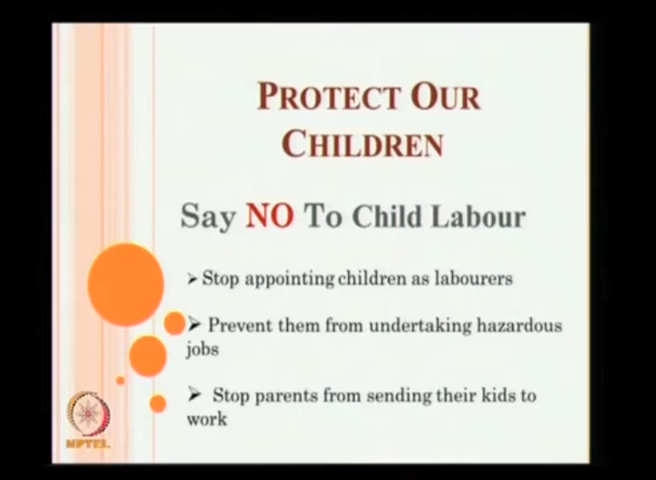 PROTECT OUR
CHILDREN
Say NO To Child Labour
➢ Stop appointing children as labourers
➢ Prevent them from undertaking hazardous
jobs
➢ Stop parents from sending their kids to
work
NPTEL